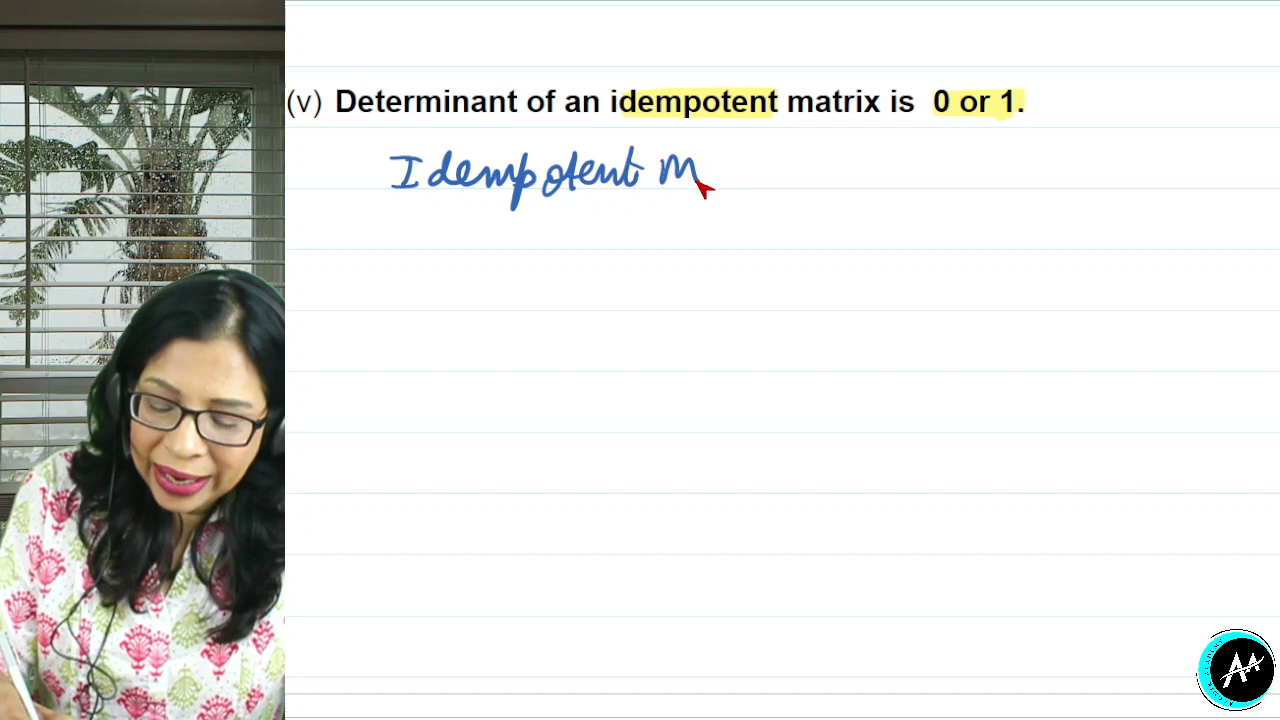 (v) Determinant of an idempotent matrix is 0 or 1.
Idempotent M